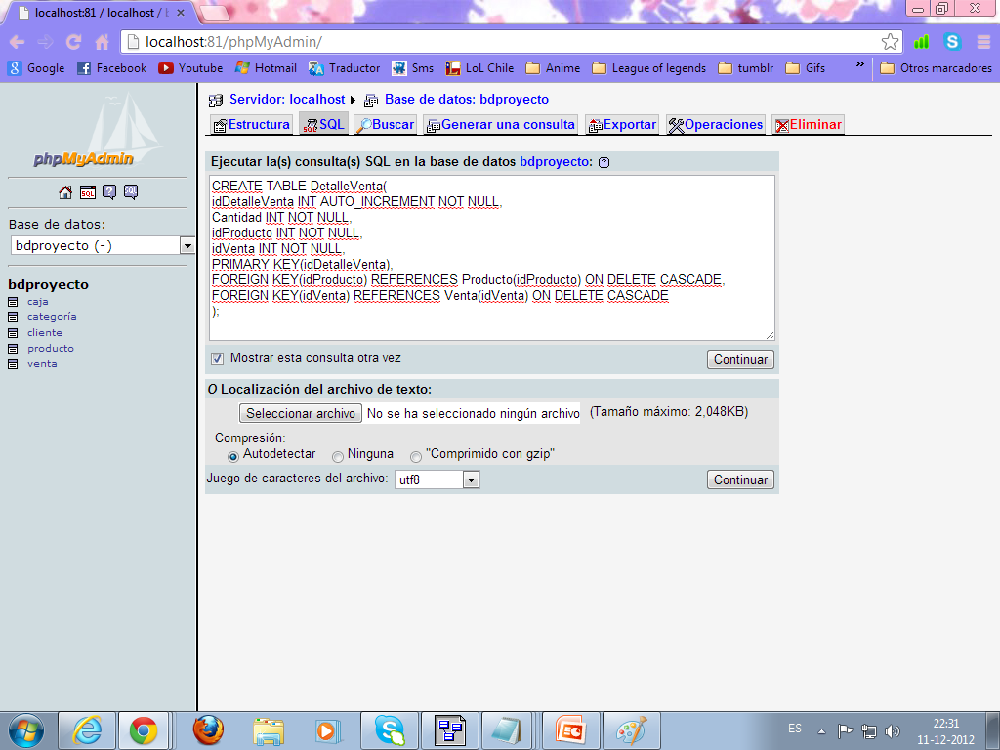 localhost:81 / localhost / b
localhost:81/phpMyAdmin/
Google Facebook Youtube Hotmail Traductor Sms LoL Chile Anime League of legends tumblr Gifs » Otros marcadores
phpMyAdmin
SQL
SQL
Base de datos:
bdproyecto (-)
bdproyecto
caja
categoría
cliente
producto
venta
Servidor: localhost Base de datos: bdproyecto
Estructura SQL Buscar Generar una consulta Exportar Operaciones Eliminar
Ejecutar la(s) consulta(s) SQL en la base de datos bdproyecto:
CREATE TABLE DetalleVenta(
idDetalleVenta INT AUTO_INCREMENT NOT NULL,
Cantidad INT NOT NULL,
idProducto INT NOT NULL,
idVenta INT NOT NULL,
PRIMARY KEY(idDetalleVenta),
FOREIGN KEY(idProducto) REFERENCES Producto(idProducto) ON DELETE CASCADE,
FOREIGN KEY(idVenta) REFERENCES Venta(idVenta) ON DELETE CASCADE
);
Mostrar esta consulta otra vez Continuar
O Localización del archivo de texto:
Seleccionar archivo No se ha seleccionado ningún archivo (Tamaño máximo: 2,048KB)
Compresión:
Autodetectar Ninguna "Comprimido con gzip"
Juego de caracteres del archivo: utf8 Continuar
ES 22:31
11-12-2012